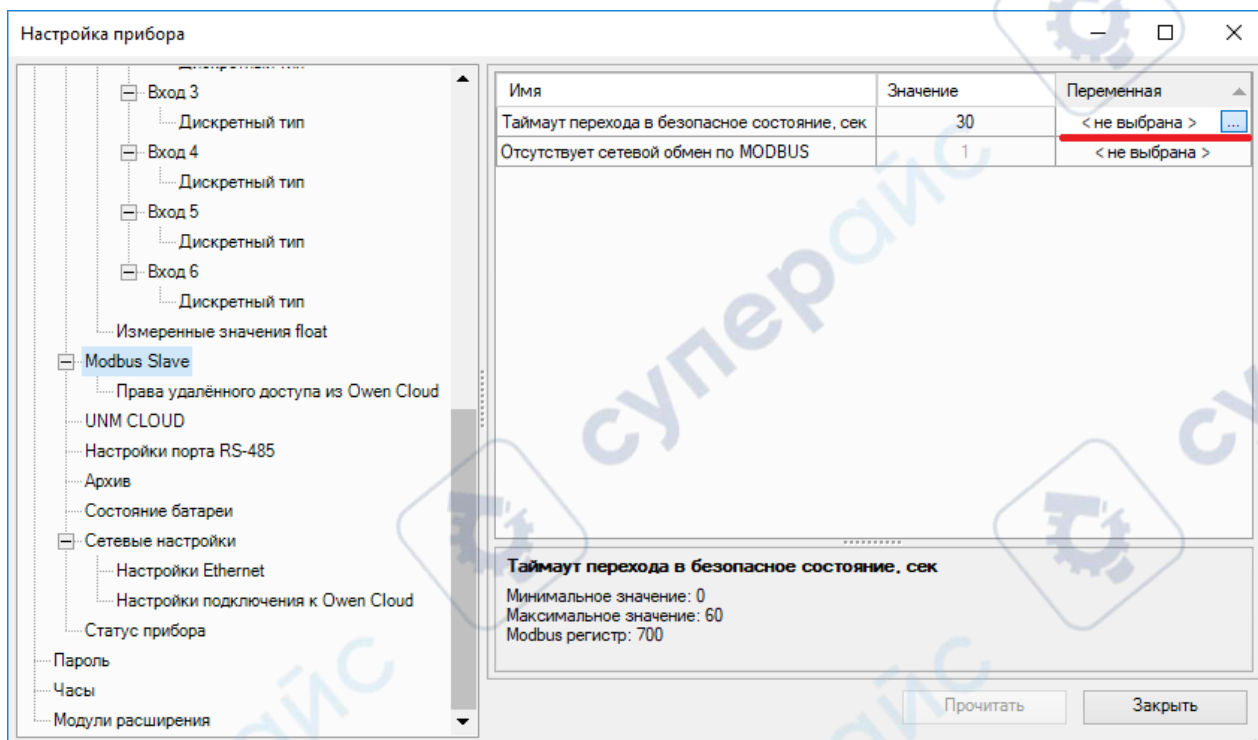 Настройка прибора
Вход 3
Дискретный тип
Вход 4
Дискретный тип
Вход 5
Дискретный тип
Вход 6
Дискретный тип
Измеренные значения float
Modbus Slave
Права удалённого доступа из Owen Cloud
UNM CLOUD
Настройки порта RS-485
Архив
Состояние батареи
Сетевые настройки
Настройки Ethernet
Настройки подключения к Owen Cloud
Статус прибора
Пароль
Часы
Модули расширения
Имя Значение Переменная
Таймаут перехода в безопасное состояние, сек 30 < не выбрана > ...
Отсутствует сетевой обмен по MODBUS 1 < не выбрана >
Таймаут перехода в безопасное состояние, сек
Минимальное значение: 0
Максимальное значение: 60
Modbus регистр: 700
Прочитать Закрыть
суперайс